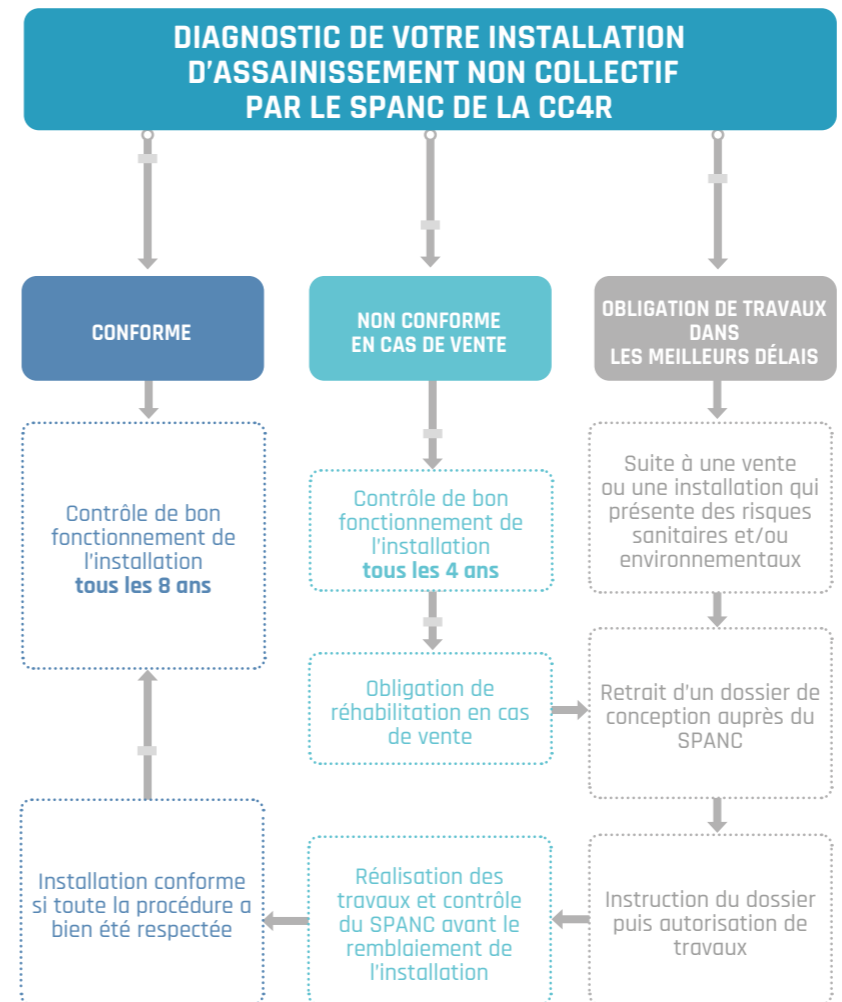 DIAGNOSTIC DE VOTRE INSTALLATION
D'ASSAINISSEMENT NON COLLECTIF
PAR LE SPANC DE LA CC4R
CONFORME
NON CONFORME
EN CAS DE VENTE
OBLIGATION DE TRAVAUX
DANS
LES MEILLEURS DÉLAIS
Contrôle de bon
fonctionnement de
l'installation
tous les 8 ans
Contrôle de bon
fonctionnement de
l'installation
tous les 4 ans
Suite à une vente
ou une installation qui
présente des risques
sanitaires et/ou
environnementaux
Obligation de
réhabilitation en cas
de vente
Retrait d'un dossier de
conception auprès du
SPANC
Installation conforme
si toute la procédure a
bien été respectée
Réalisation des
travaux et contrôle
du SPANC avant le
remblaiement de
l'installation
Instruction du dossier
puis autorisation de
travaux